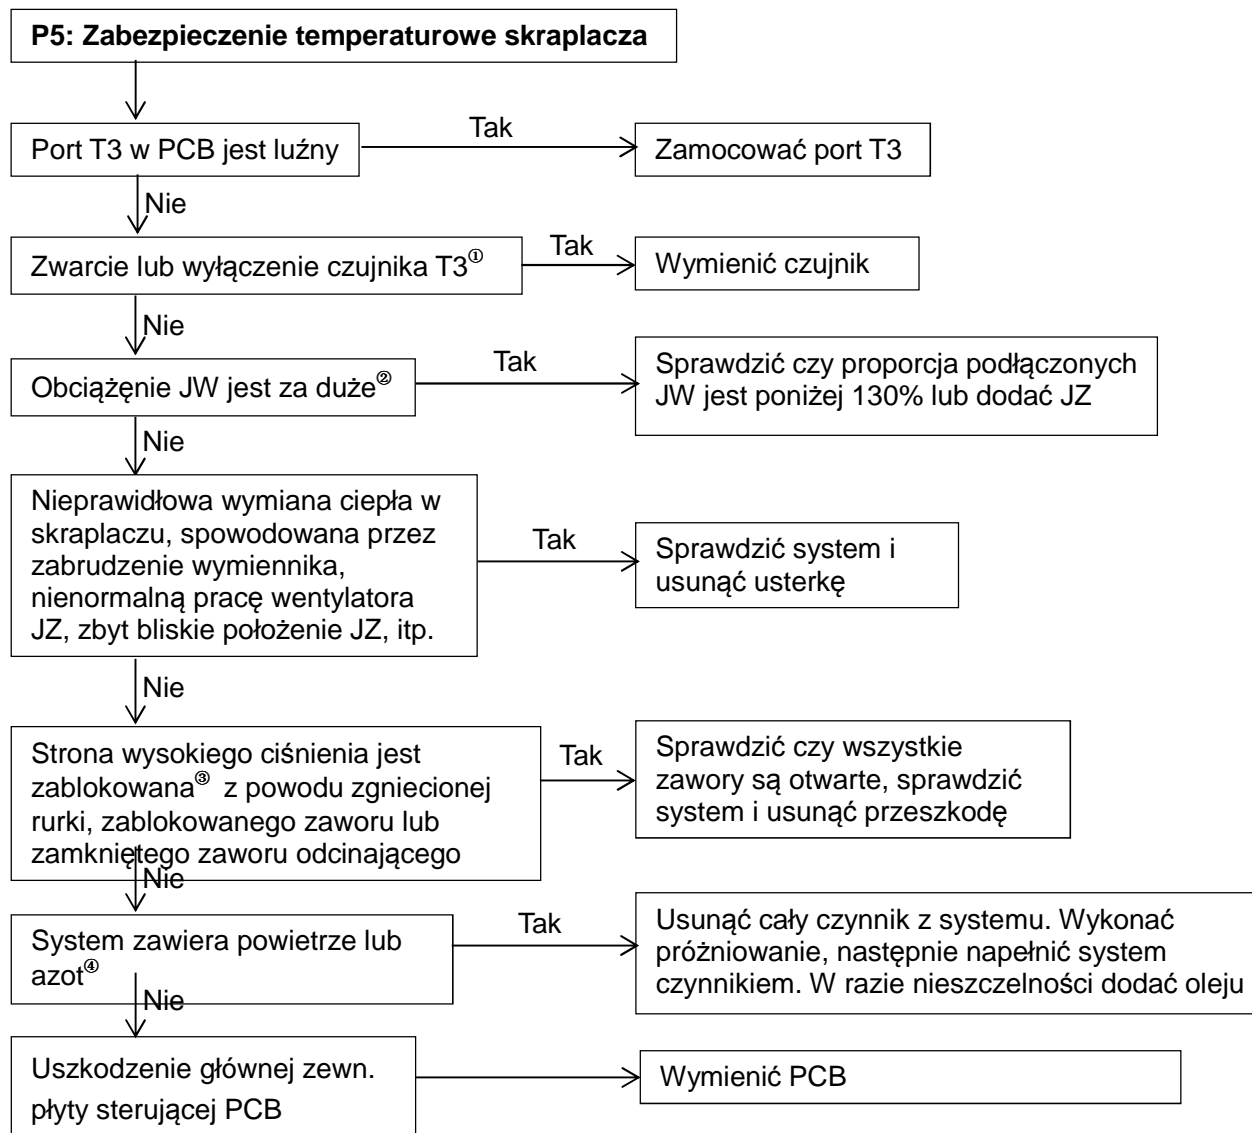 P5: Zabezpieczenie temperaturowe skraplacza
Port T3 w PCB jest luźny
Tak
Zamocować port T3
Nie
Zwarcie lub wyłączenie czujnika T3①
Tak
Wymienić czujnik
Nie
Obciążęnie JW jest za duże②
Tak
Sprawdzić czy proporcja podłączonych
JW jest poniżej 130% lub dodać JZ
Nie
Nieprawidłowa wymiana ciepła w
skraplaczu, spowodowana przez
zabrudzenie wymiennika,
nienormalną pracę wentylatora
JZ, zbyt bliskie położenie JZ, itp.
Tak
Sprawdzić system i
usunąć usterkę
Nie
Strona wysokiego ciśnienia jest
zablokowana③ z powodu zgniecionej
rurki, zablokowanego zaworu lub
zamkniętego zaworu odcinającego
Tak
Sprawdzić czy wszystkie
zawory są otwarte, sprawdzić
system i usunąć przeszkodę
Nie
System zawiera powietrze lub
azot④
Tak
Usunąć cały czynnik z systemu. Wykonać
próżniowanie, następnie napełnić system
czynnikiem. W razie nieszczelności dodać oleju
Nie
Uszkodzenie głównej zewn.
płyty sterującej PCB
Wymienić PCB